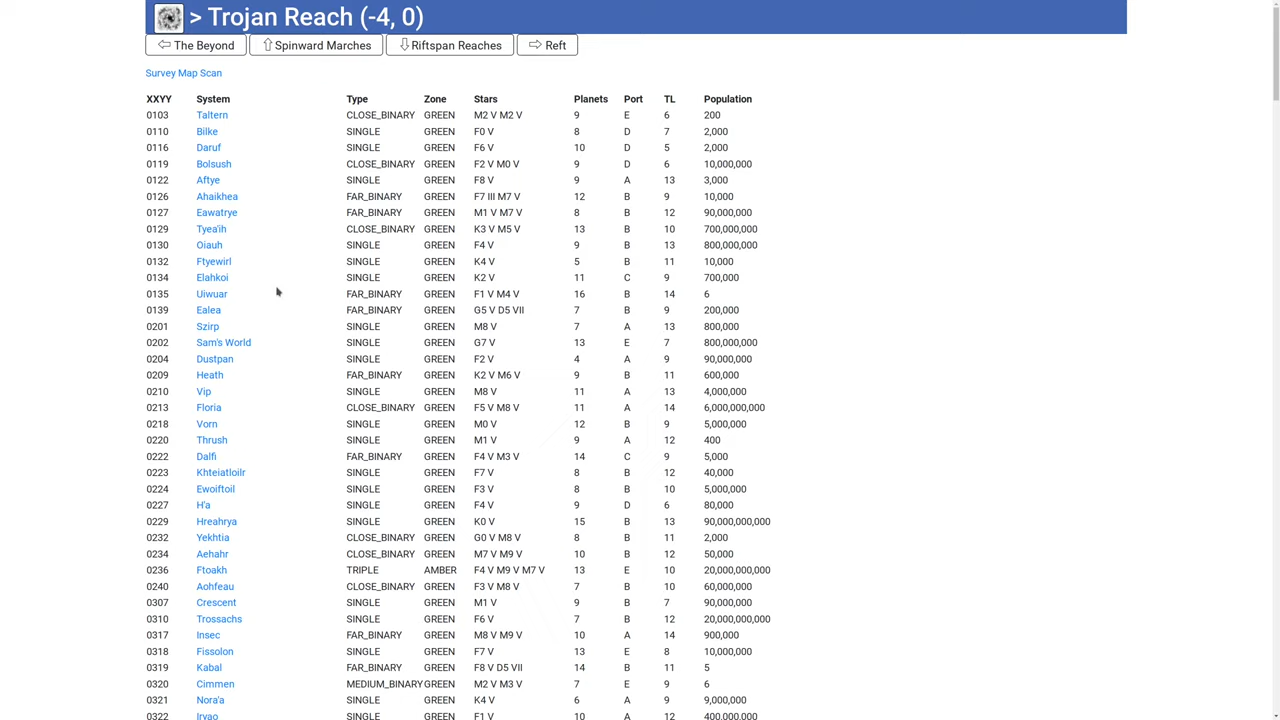 > Trojan Reach (-4, 0)
⇦ The Beyond ⇧ Spinward Marches ⇩ Riftspan Reaches ⇨ Reft
Survey Map Scan
XXYY System Type Zone Stars Planets Port TL Population
0103 Taltern CLOSE_BINARY GREEN M2 V M2 V 9 E 6 200
0110 Bilke SINGLE GREEN F0 V 8 D 7 2,000
0116 Daruf SINGLE GREEN F6 V 10 D 5 2,000
0119 Bolsush CLOSE_BINARY GREEN F2 V M0 V 9 D 6 10,000,000
0122 Aftye SINGLE GREEN F8 V 9 A 13 3,000
0126 Ahaikhea FAR_BINARY GREEN F7 III M7 V 12 B 9 10,000
0127 Eawatrye FAR_BINARY GREEN M1 V M7 V 8 B 12 90,000,000
0129 Tyea'ih CLOSE_BINARY GREEN K3 V M5 V 13 B 10 700,000,000
0130 Oiauh SINGLE GREEN F4 V 9 B 13 800,000,000
0132 Ftyewirl SINGLE GREEN K4 V 5 B 11 10,000
0134 Elahkoi SINGLE GREEN K2 V 11 C 9 700,000
0135 Uiwuar FAR_BINARY GREEN F1 V M4 V 16 B 14 6
0139 Ealea FAR_BINARY GREEN G5 V D5 VII 7 B 9 200,000
0201 Szirp SINGLE GREEN M8 V 7 A 13 800,000
0202 Sam's World SINGLE GREEN G7 V 13 E 7 800,000,000
0204 Dustpan SINGLE GREEN F2 V 4 A 9 90,000,000
0209 Heath FAR_BINARY GREEN K2 V M6 V 9 B 11 600,000
0210 Vip SINGLE GREEN M8 V 11 A 13 4,000,000
0213 Floria CLOSE_BINARY GREEN F5 V M8 V 11 A 14 6,000,000,000
0218 Vorn SINGLE GREEN M0 V 12 B 9 5,000,000
0220 Thrush SINGLE GREEN M1 V 9 A 12 400
0222 Dalfi FAR_BINARY GREEN F4 V M3 V 14 C 9 5,000
0223 Khteiatloilr SINGLE GREEN F7 V 8 B 12 40,000
0224 Ewoiftoil SINGLE GREEN F3 V 8 B 10 5,000,000
0227 H'a SINGLE GREEN F4 V 9 D 6 80,000
0229 Hreahrya SINGLE GREEN K0 V 15 B 13 90,000,000,000
0232 Yekhtia CLOSE_BINARY GREEN G0 V M8 V 8 B 11 2,000
0234 Aehahr CLOSE_BINARY GREEN M7 V M9 V 10 B 12 50,000
0236 Ftoakh TRIPLE AMBER F4 V M9 V M7 V 13 E 10 20,000,000,000
0240 Aohfeau CLOSE_BINARY GREEN F3 V M8 V 7 B 10 60,000,000
0307 Crescent SINGLE GREEN M1 V 9 B 7 90,000,000
0310 Trossachs SINGLE GREEN F6 V 7 B 12 20,000,000,000
0317 Insec FAR_BINARY GREEN M8 V M9 V 10 A 14 900,000
0318 Fissolon SINGLE GREEN F7 V 13 E 8 10,000,000
0319 Kabal FAR_BINARY GREEN F8 V D5 VII 14 B 11 5
0320 Cimmen MEDIUM_BINARY GREEN M2 V M3 V 7 E 9 6
0321 Nora'a SINGLE GREEN K4 V 6 A 9 9,000,000
0322 Iryao SINGLE GREEN F1 V 10 A 12 400,000,000